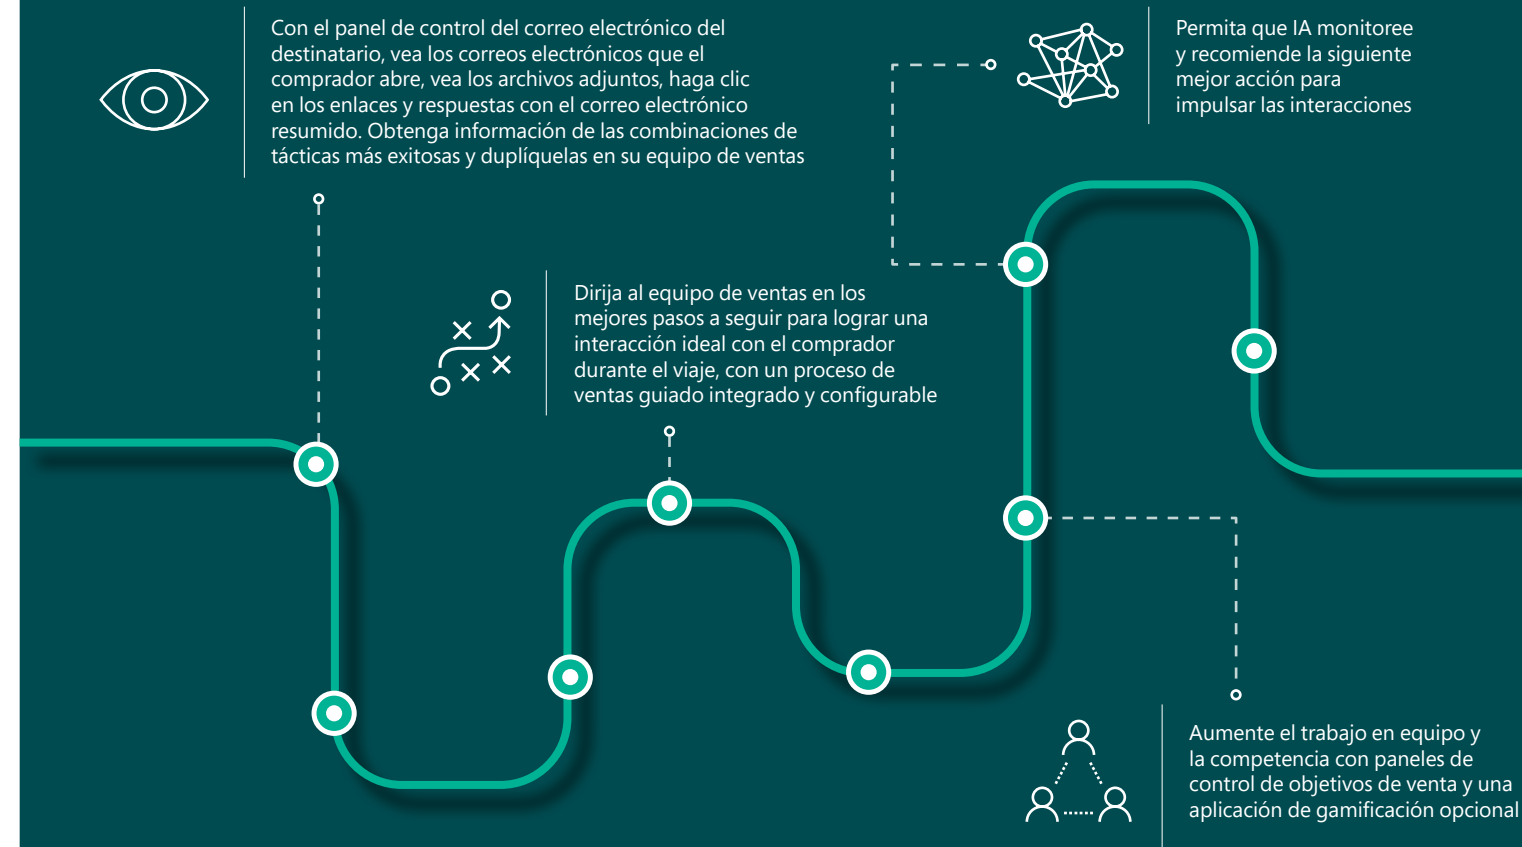 Con el panel de control del correo electrónico del
destinatario, vea los correos electrónicos que el
comprador abre, vea los archivos adjuntos, haga clic
en los enlaces y respuestas con el correo electrónico
resumido. Obtenga información de las combinaciones de
tácticas más exitosas y duplíquelas en su equipo de ventas
Permita que IA monitoree
y recomiende la siguiente
mejor acción para
impulsar las interacciones
Dirija al equipo de ventas en los
mejores pasos a seguir para lograr una
interacción ideal con el comprador
durante el viaje, con un proceso de
ventas guiado integrado y configurable
Aumente el trabajo en equipo y
la competencia con paneles de
control de objetivos de venta y una
aplicación de gamificación opcional